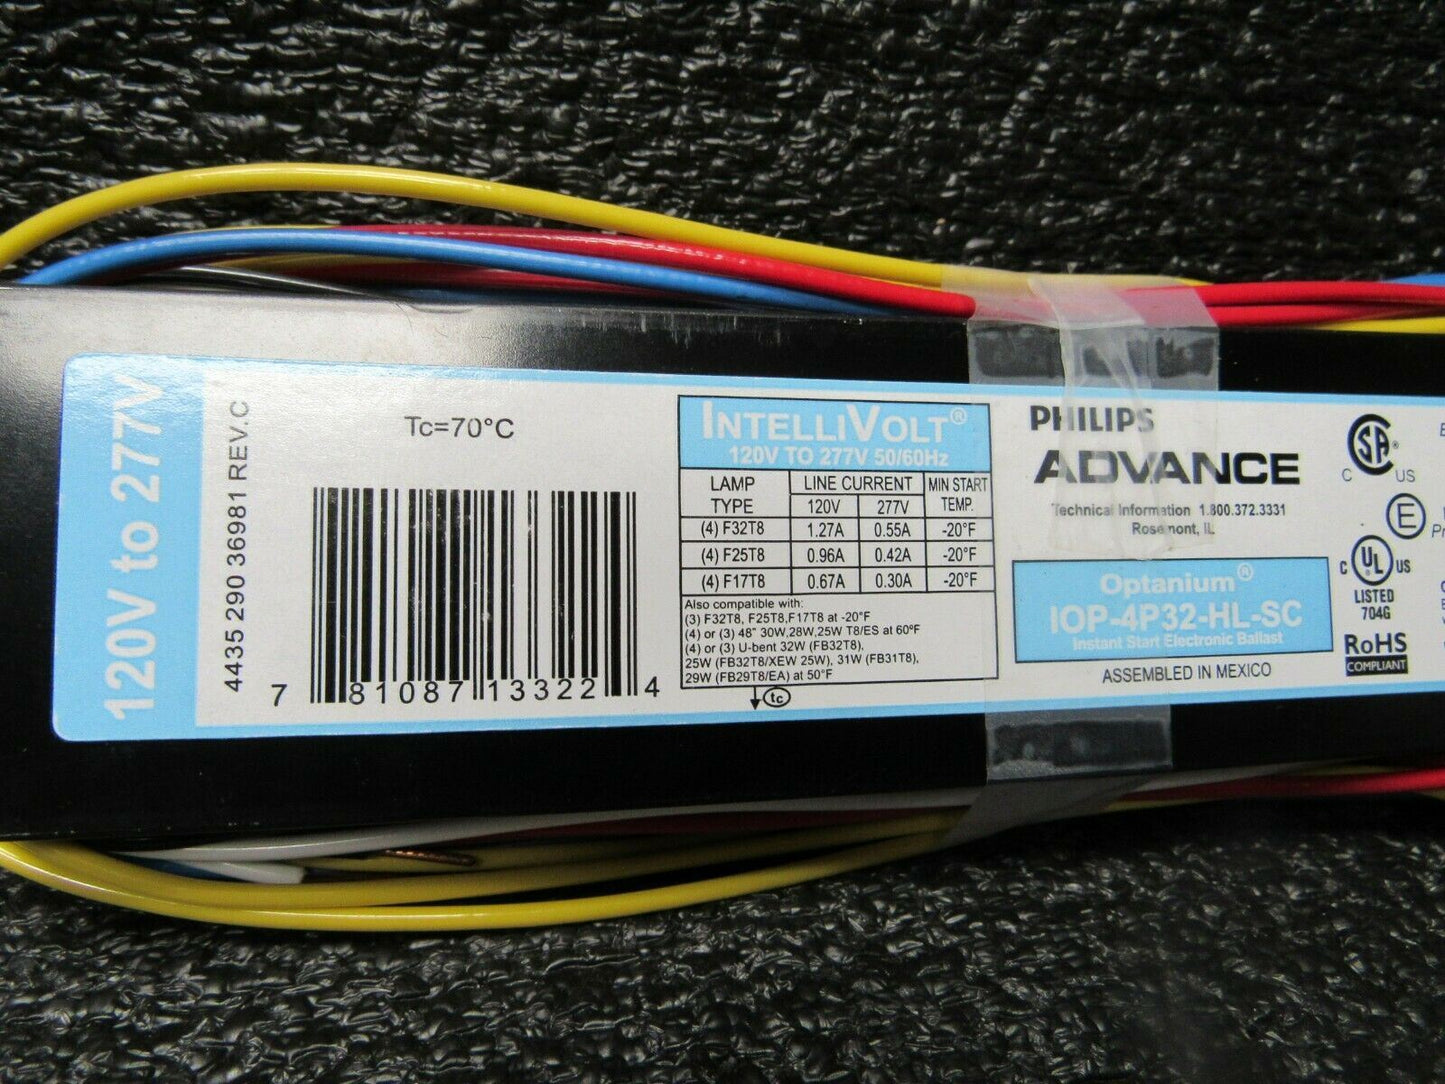 120V to 277V
4435 290 36981 REV.C
Tc=70°C
7 81087 13322 4
INTELLIVOLT®
120V TO 277V 50/60Hz
LAMP TYPE LINE CURRENT MIN START TEMP.
120V 277V
(4) F32T8 1.27A 0.55A -20°F
(4) F25T8 0.96A 0.42A -20°F
(4) F17T8 0.67A 0.30A -20°F
Also compatible with:
(3) F32T8, F25T8,F17T8 at -20°F
(4) or (3) 48" 30W,28W,25W T8/ES at 60ºF
(4) or (3) U-bent 32W (FB32T8),
25W (FB32T8/XEW 25W), 31W (FB31T8),
29W (FB29T8/EA) at 50°F
tc
PHILIPS
ADVANCE
Technical Information 1.800.372.3331
Rosemont, IL
Optanium®
IOP-4P32-HL-SC
Instant Start Electronic Ballast
ASSEMBLED IN MEXICO
C SA® US
E
C UL US
LISTED
704G
RoHS
COMPLIANT